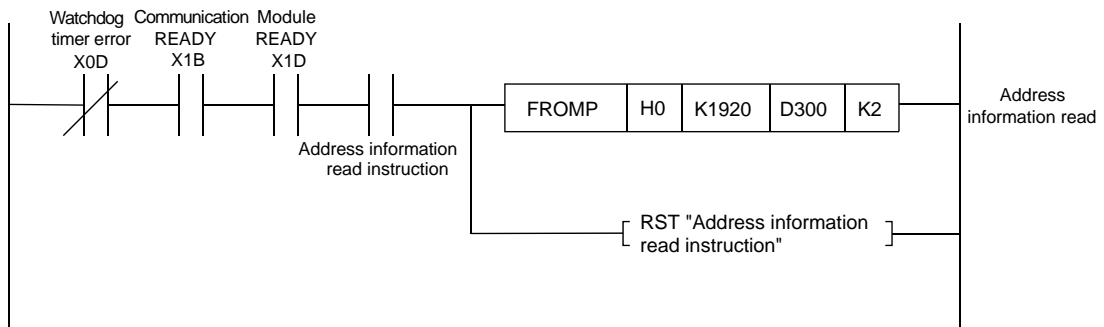 Watchdog
timer error
X0D
Communication
READY
X1B
Module
READY
X1D
Address information
read instruction
FROMP H0 K1920 D300 K2
Address
information read
RST "Address information
read instruction"